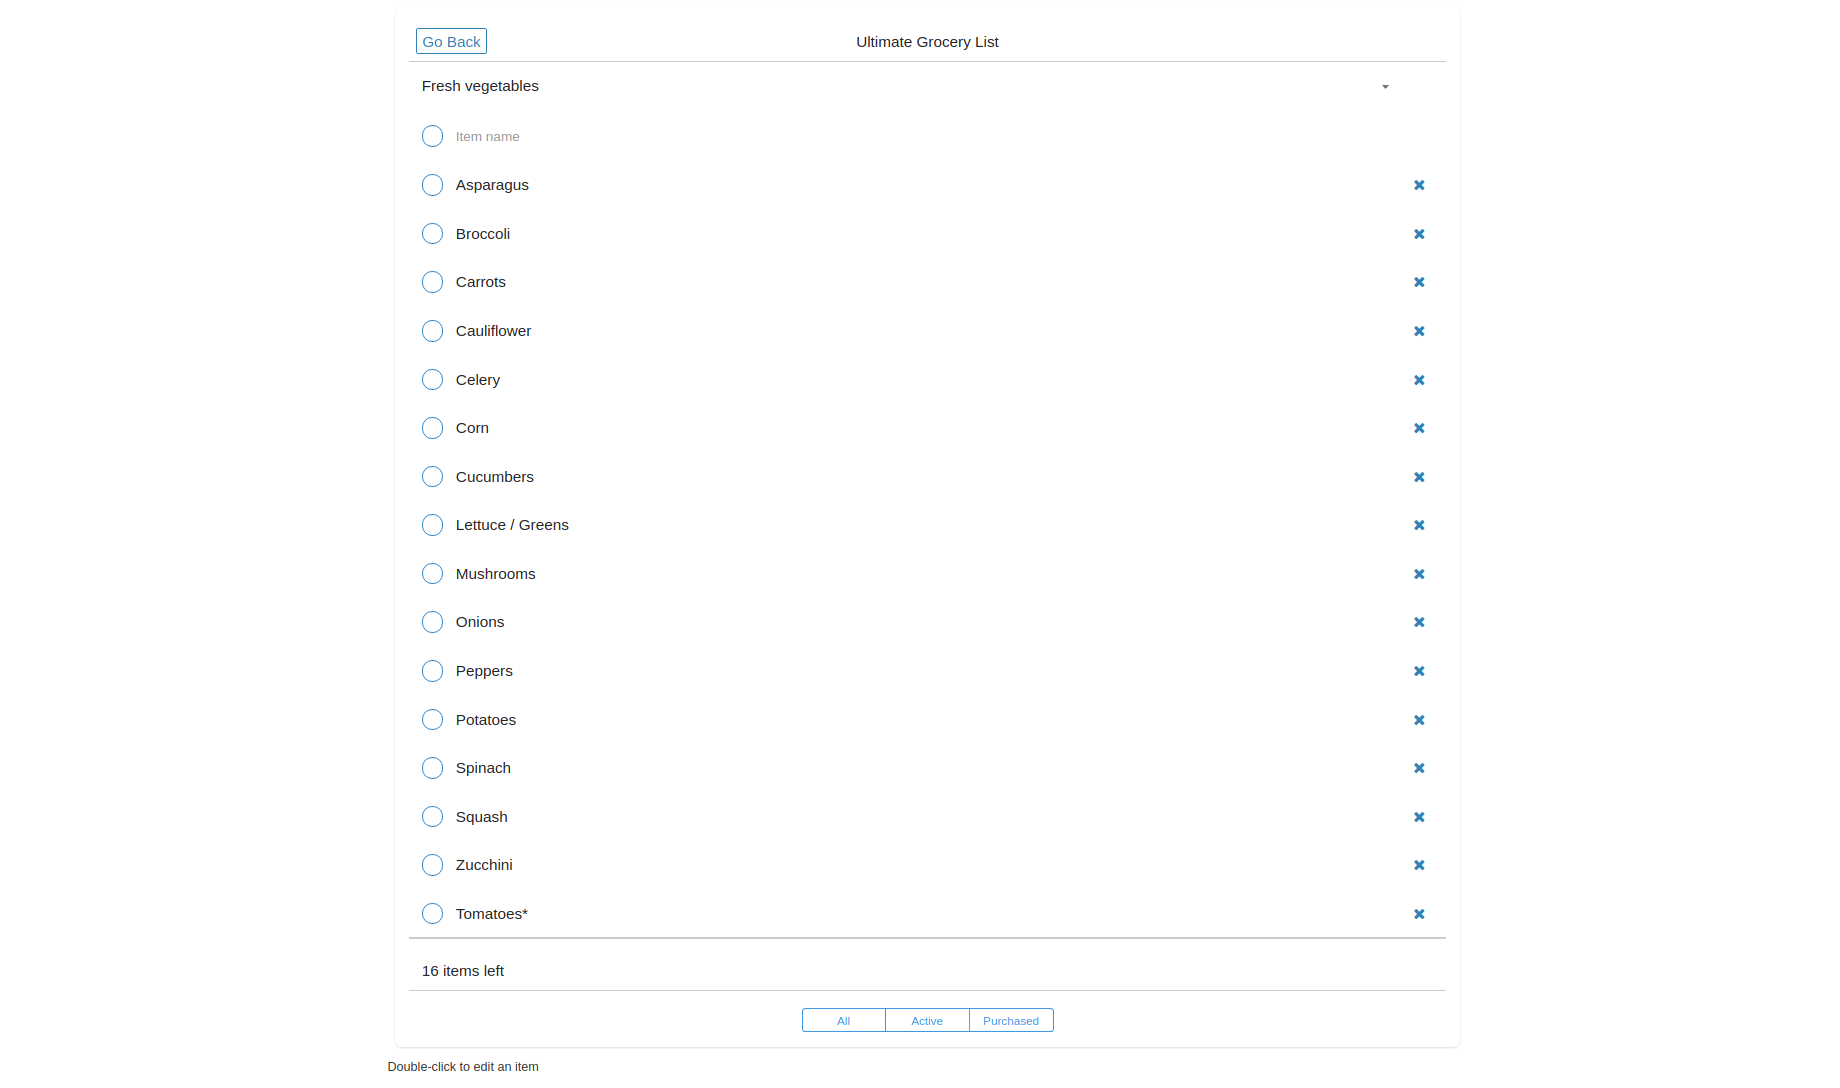 Go Back
Ultimate Grocery List
Fresh vegetables
Item name
Asparagus
Broccoli
Carrots
Cauliflower
Celery
Corn
Cucumbers
Lettuce / Greens
Mushrooms
Onions
Peppers
Potatoes
Spinach
Squash
Zucchini
Tomatoes*
16 items left
All Active Purchased
Double-click to edit an item